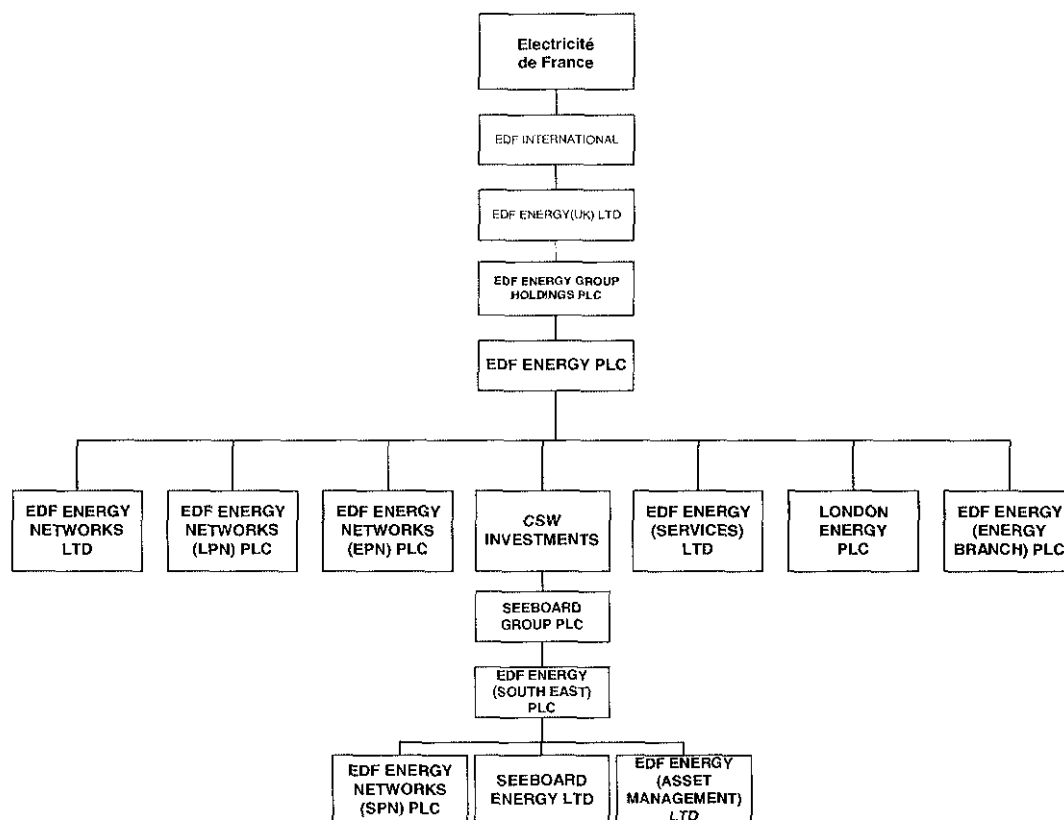 Electricité
de France
EDF INTERNATIONAL
EDF ENERGY(UK) LTD
EDF ENERGY GROUP
HOLDINGS PLC
EDF ENERGY PLC
EDF ENERGY
NETWORKS
LTD
EDF ENERGY
NETWORKS
(LPN) PLC
EDF ENERGY
NETWORKS
(EPN) PLC
CSW
INVESTMENTS
EDF ENERGY
(SERVICES)
LTD
LONDON
ENERGY
PLC
EDF ENERGY
(ENERGY
BRANCH) PLC
SEEBOARD
GROUP PLC
EDF ENERGY
(SOUTH EAST)
PLC
EDF ENERGY
NETWORKS
(SPN) PLC
SEEBOARD
ENERGY LTD
EDF ENERGY
(ASSET
MANAGEMENT)
LTD